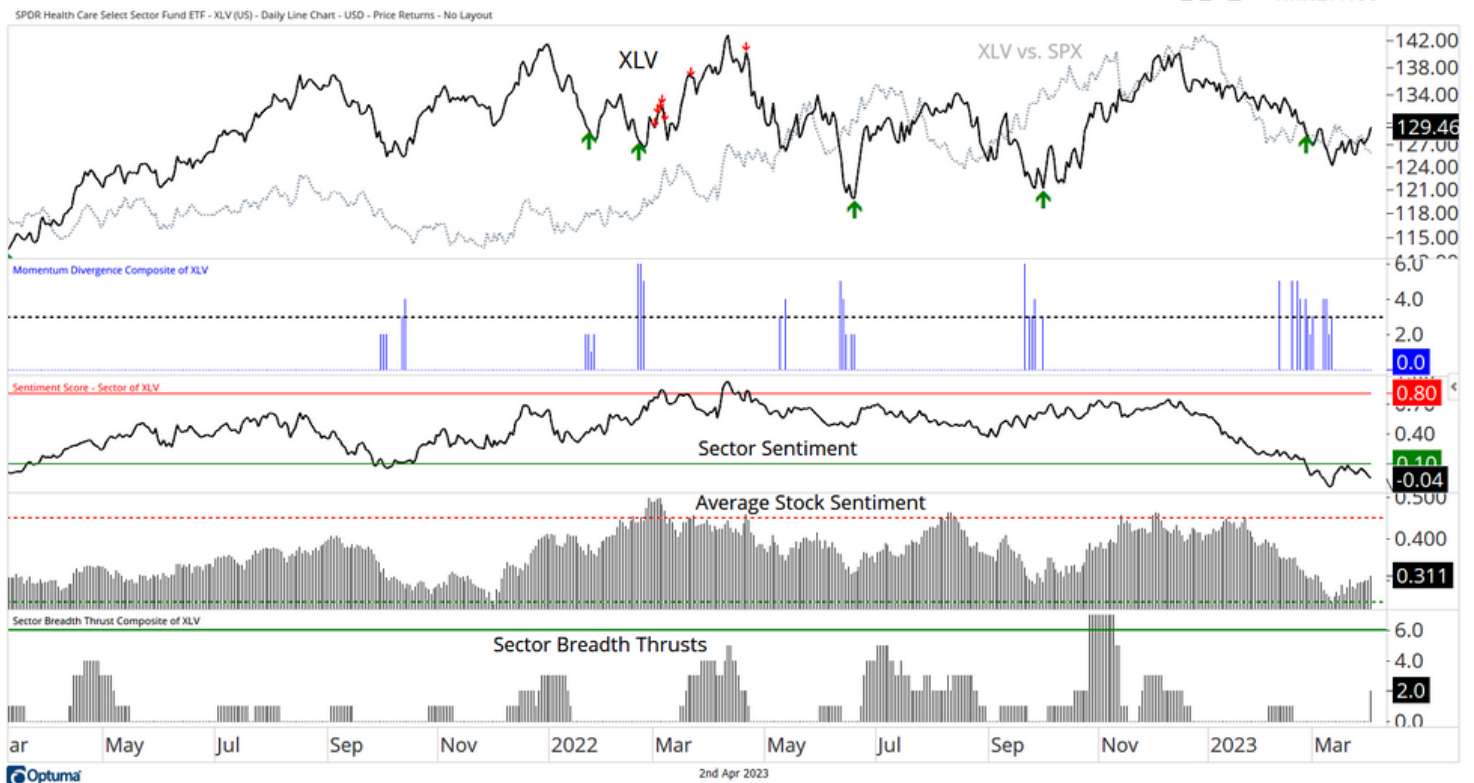 SPDR Health Care Select Sector Fund ETF - XLV (US) - Daily Line Chart - USD - Price Returns - No Layout
XLV
XLV vs. SPX
142.00
138.00
134.00
129.46
127.00
124.00
121.00
118.00
115.00
Momentum Divergence Composite of XLV
6.0
4.0
2.0
0.0
Sentiment Score - Sector of XLV
0.80
0.70
0.40
0.10
-0.04
Sector Sentiment
Average Stock Sentiment
0.500
0.400
0.311
Sector Breadth Thrust Composite of XLV
Sector Breadth Thrusts
6.0
4.0
2.0
0.0
ar May Jul Sep Nov 2022 Mar May Jul Sep Nov 2023 Mar
Optuma
2nd Apr 2023